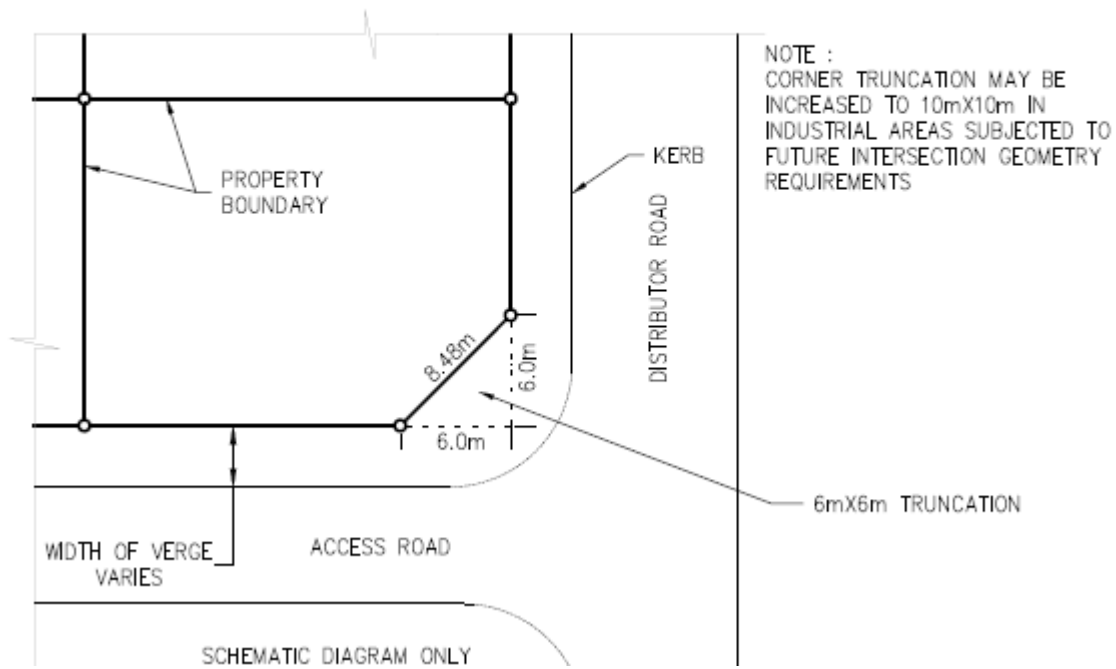 NOTE :
CORNER TRUNCATION MAY BE
INCREASED TO 10mX10m IN
INDUSTRIAL AREAS SUBJECTED TO
FUTURE INTERSECTION GEOMETRY
REQUIREMENTS
KERB
PROPERTY
BOUNDARY
DISTRIBUTOR ROAD
8.48m
6.0m
6.0m
6mX6m TRUNCATION
WIDTH OF VERGE
VARIES
ACCESS ROAD
SCHEMATIC DIAGRAM ONLY